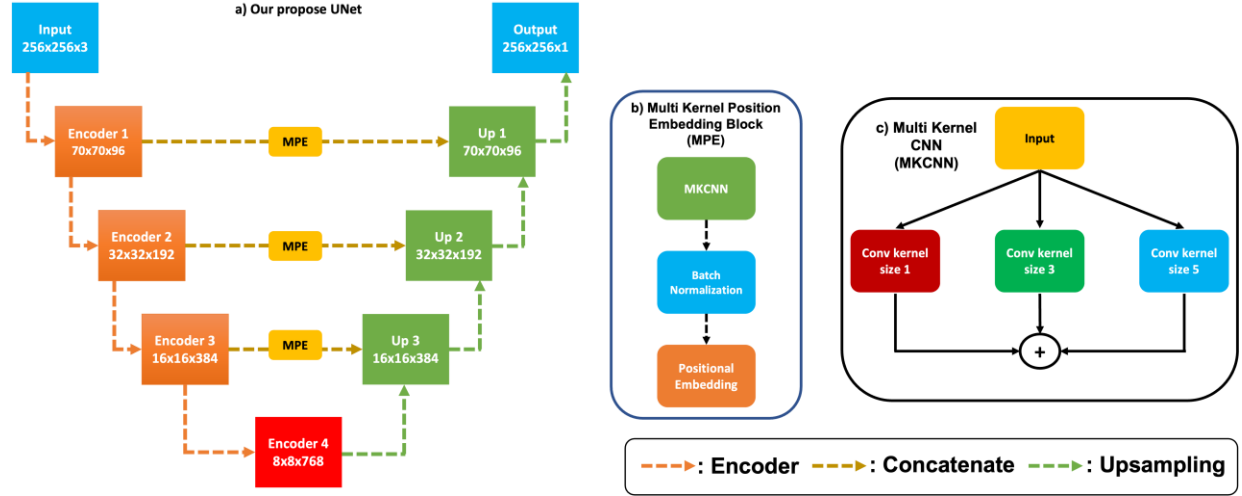 a) Our propose UNet
Input
256x256x3
Output
256x256x1
Encoder 1
70x70x96
MPE
Up 1
70x70x96
Encoder 2
32x32x192
MPE
Up 2
32x32x192
Encoder 3
16x16x384
MPE
Up 3
16x16x384
Encoder 4
8x8x768
b) Multi Kernel Position
Embedding Block
(MPE)
MKCNN
Batch
Normalization
Positional
Embedding
c) Multi Kernel
CNN
(MKCNN)
Input
Conv kernel
size 1
Conv kernel
size 3
Conv kernel
size 5
+
: Encoder
: Concatenate
: Upsampling